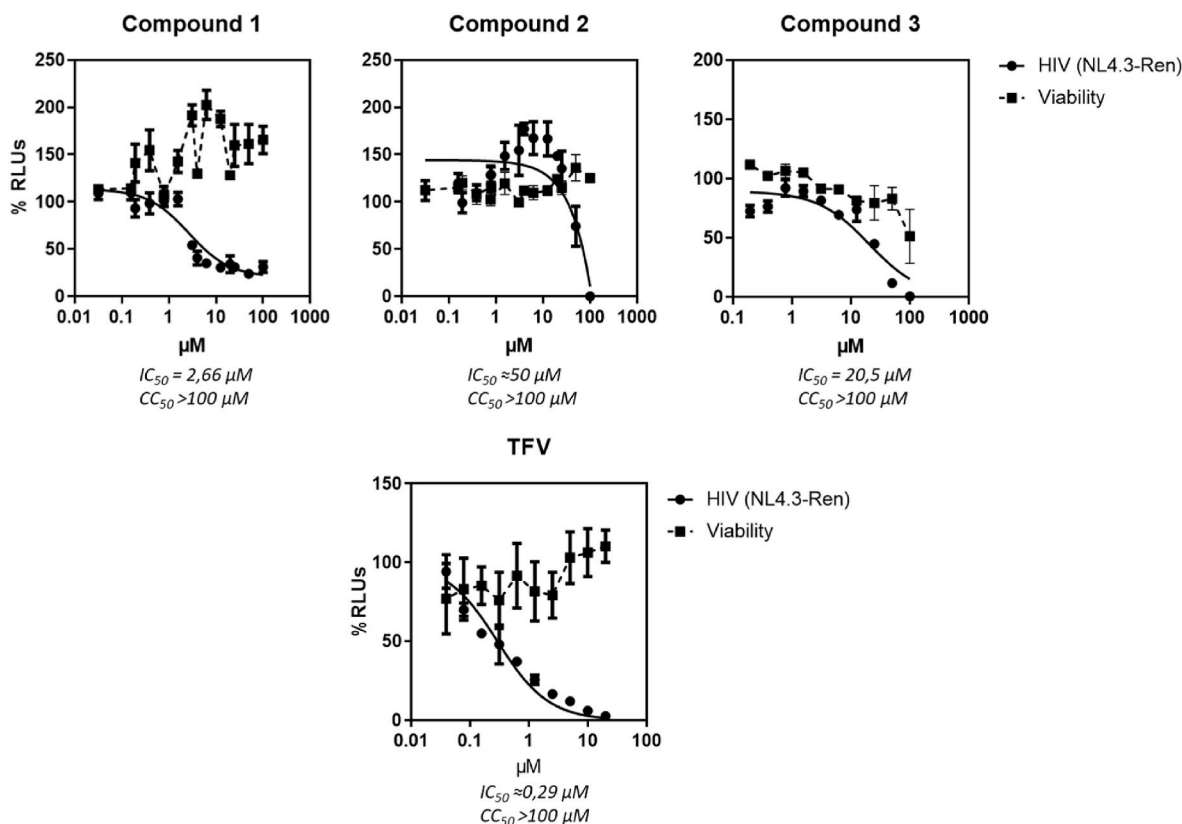 Compound 1
Compound 2
Compound 3
250
200
150
100
50
0
% RLUs
0.01 0.1 1 10 100 1000
µM
IC50 = 2,66 µM
CC50 >100 µM
250
200
150
100
50
0
0.01 0.1 1 10 100 1000
µM
IC50 ≈50 µM
CC50 >100 µM
200
150
100
50
0
0.1 1 10 100 1000
µM
IC50 = 20,5 µM
CC50 >100 µM
HIV (NL4.3-Ren)
Viability
TFV
150
100
50
0
% RLUs
0.01 0.1 1 10 100
µM
IC50 ≈0,29 µM
CC50 >100 µM
HIV (NL4.3-Ren)
Viability